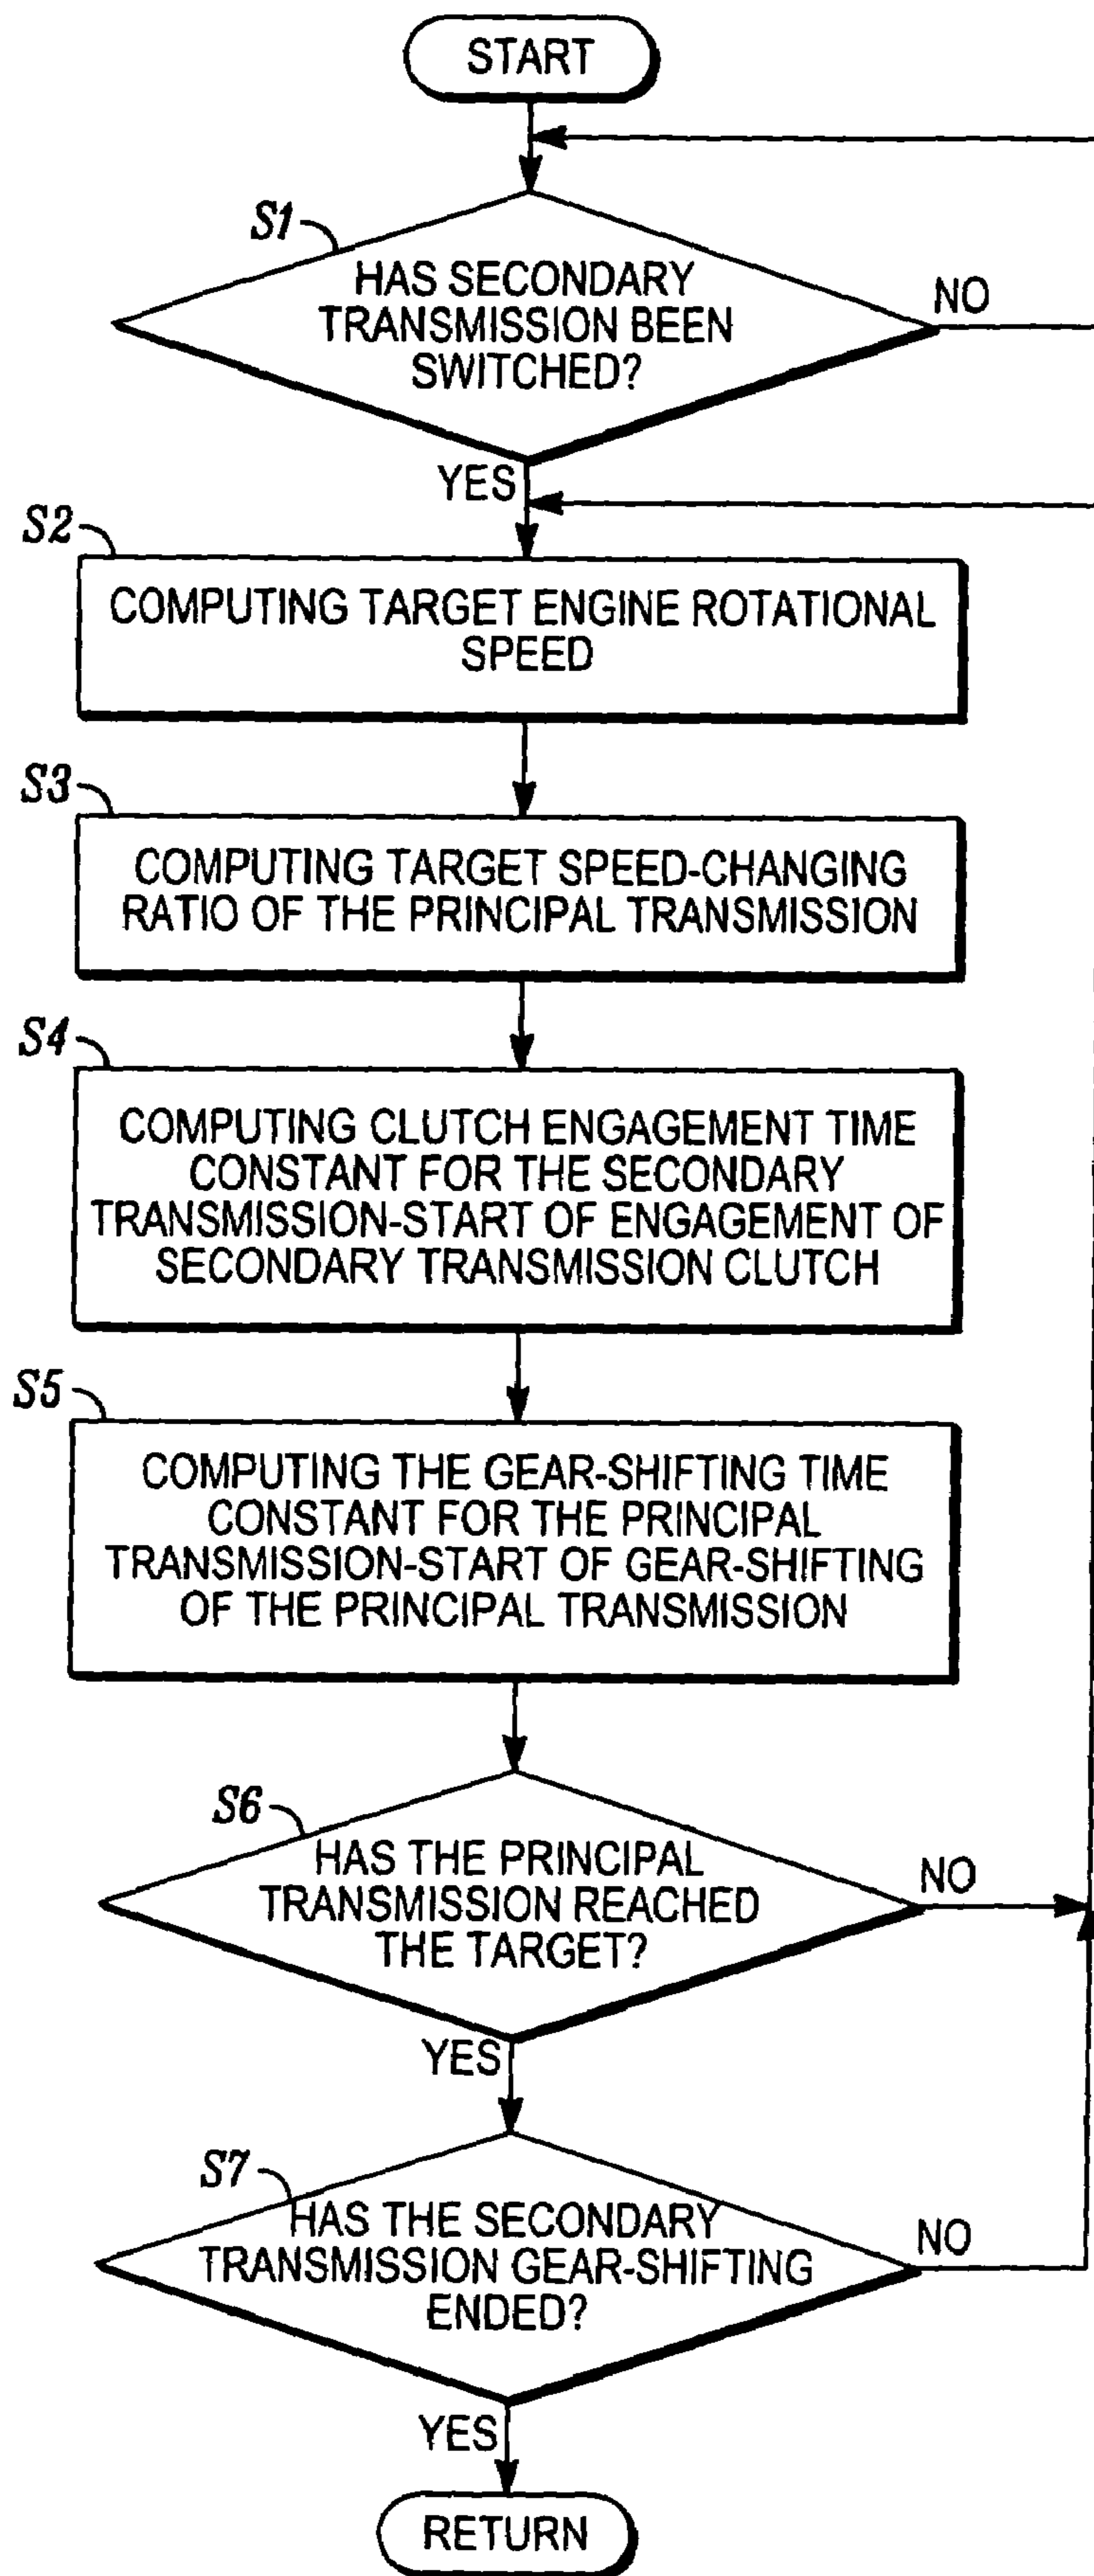 START
S1
HAS SECONDARY
TRANSMISSION BEEN
SWITCHED?
NO
YES
S2
COMPUTING TARGET ENGINE ROTATIONAL
SPEED
S3
COMPUTING TARGET SPEED-CHANGING
RATIO OF THE PRINCIPAL TRANSMISSION
S4
COMPUTING CLUTCH ENGAGEMENT TIME
CONSTANT FOR THE SECONDARY
TRANSMISSION-START OF ENGAGEMENT OF
SECONDARY TRANSMISSION CLUTCH
S5
COMPUTING THE GEAR-SHIFTING TIME
CONSTANT FOR THE PRINCIPAL
TRANSMISSION-START OF GEAR-SHIFTING
OF THE PRINCIPAL TRANSMISSION
S6
HAS THE PRINCIPAL
TRANSMISSION REACHED
THE TARGET?
NO
YES
S7
HAS THE SECONDARY
TRANSMISSION GEAR-SHIFTING
ENDED?
NO
YES
RETURN